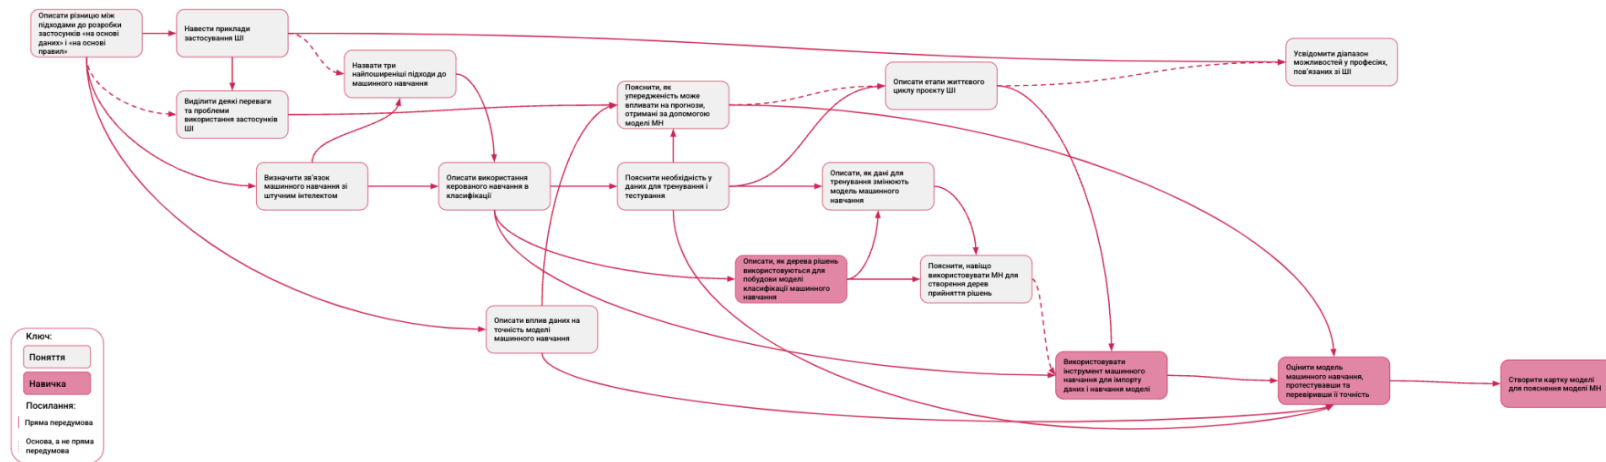 Описати різницю між
підходами до розробки
застосунків «на основі
даних» і «на основі
правил»
Навести приклади
застосування ШІ
Назвати три
найпоширеніші підходи до
машинного навчання
Усвідомити діапазон
можливостей у професіях,
пов'язаних зі ШІ
Виділити деякі переваги
та проблеми
використання застосунків
ШІ
Пояснити, як
упередженість може
впливати на прогнози,
отримані за допомогою
моделі МН
Описати етапи життєвого
циклу проєкту ШІ
Визначити зв'язок
машинного навчання зі
штучним інтелектом
Описати використання
керованого навчання в
класифікації
Пояснити необхідність у
даних для тренування і
тестування
Описати, як дані для
тренування змінюють
модель машинного
навчання
Описати, як дерева рішень
використовуються для
побудови моделі
класифікації машинного
навчання
Пояснити, навіщо
використовувати МН для
створення дерев
прийняття рішень
Описати вплив даних на
точність моделі
машинного навчання
Використовувати
інструмент машинного
навчання для імпорту
даних і навчання моделі
Оцінити модель
машинного навчання,
протестувавши та
перевіривши її точність
Створити картку моделі
для пояснення моделі МН
Ключ:
Поняття
Навичка
Посилання:
Пряма передумова
Основа, а не пряма
передумова